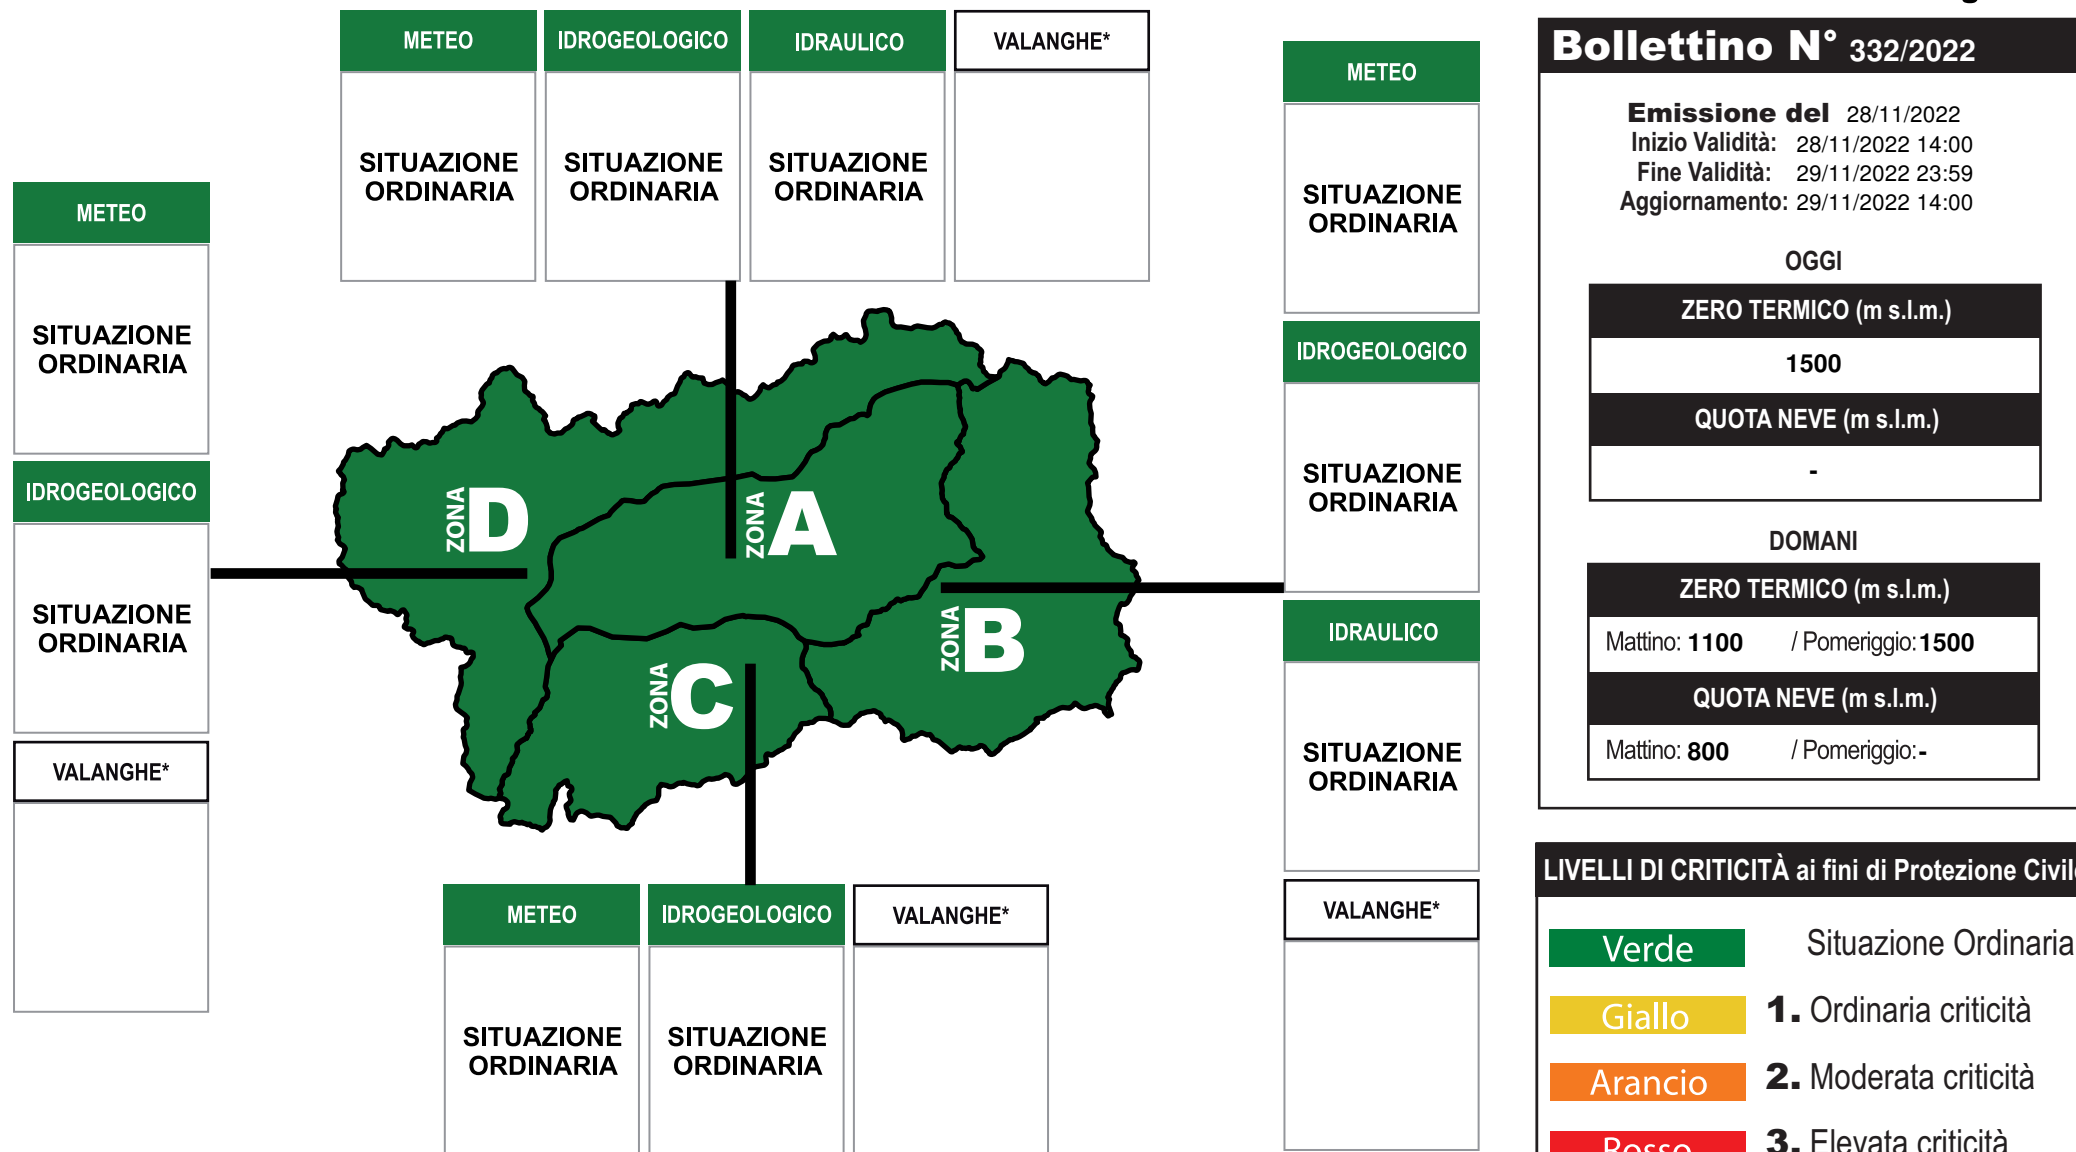 METEO
IDROGEOLOGICO
IDRAULICO
VALANGHE*
SITUAZIONE
ORDINARIA
SITUAZIONE
ORDINARIA
SITUAZIONE
ORDINARIA
METEO
SITUAZIONE
ORDINARIA
IDROGEOLOGICO
SITUAZIONE
ORDINARIA
VALANGHE*
ZONA D
ZONA A
ZONA B
ZONA C
METEO
SITUAZIONE
ORDINARIA
IDROGEOLOGICO
SITUAZIONE
ORDINARIA
IDRAULICO
SITUAZIONE
ORDINARIA
VALANGHE*
METEO
IDROGEOLOGICO
VALANGHE*
SITUAZIONE
ORDINARIA
SITUAZIONE
ORDINARIA
Bollettino N° 332/2022
Emissione del 28/11/2022
Inizio Validità: 28/11/2022 14:00
Fine Validità: 29/11/2022 23:59
Aggiornamento: 29/11/2022 14:00
OGGI
ZERO TERMICO (m s.l.m.)
1500
QUOTA NEVE (m s.l.m.)
-
DOMANI
ZERO TERMICO (m s.l.m.)
Mattino: 1100 / Pomeriggio: 1500
QUOTA NEVE (m s.l.m.)
Mattino: 800 / Pomeriggio: -
LIVELLI DI CRITICITÀ ai fini di Protezione Civile
Verde Situazione Ordinaria
Giallo 1. Ordinaria criticità
Arancio 2. Moderata criticità
Rosso 3. Elevata criticità